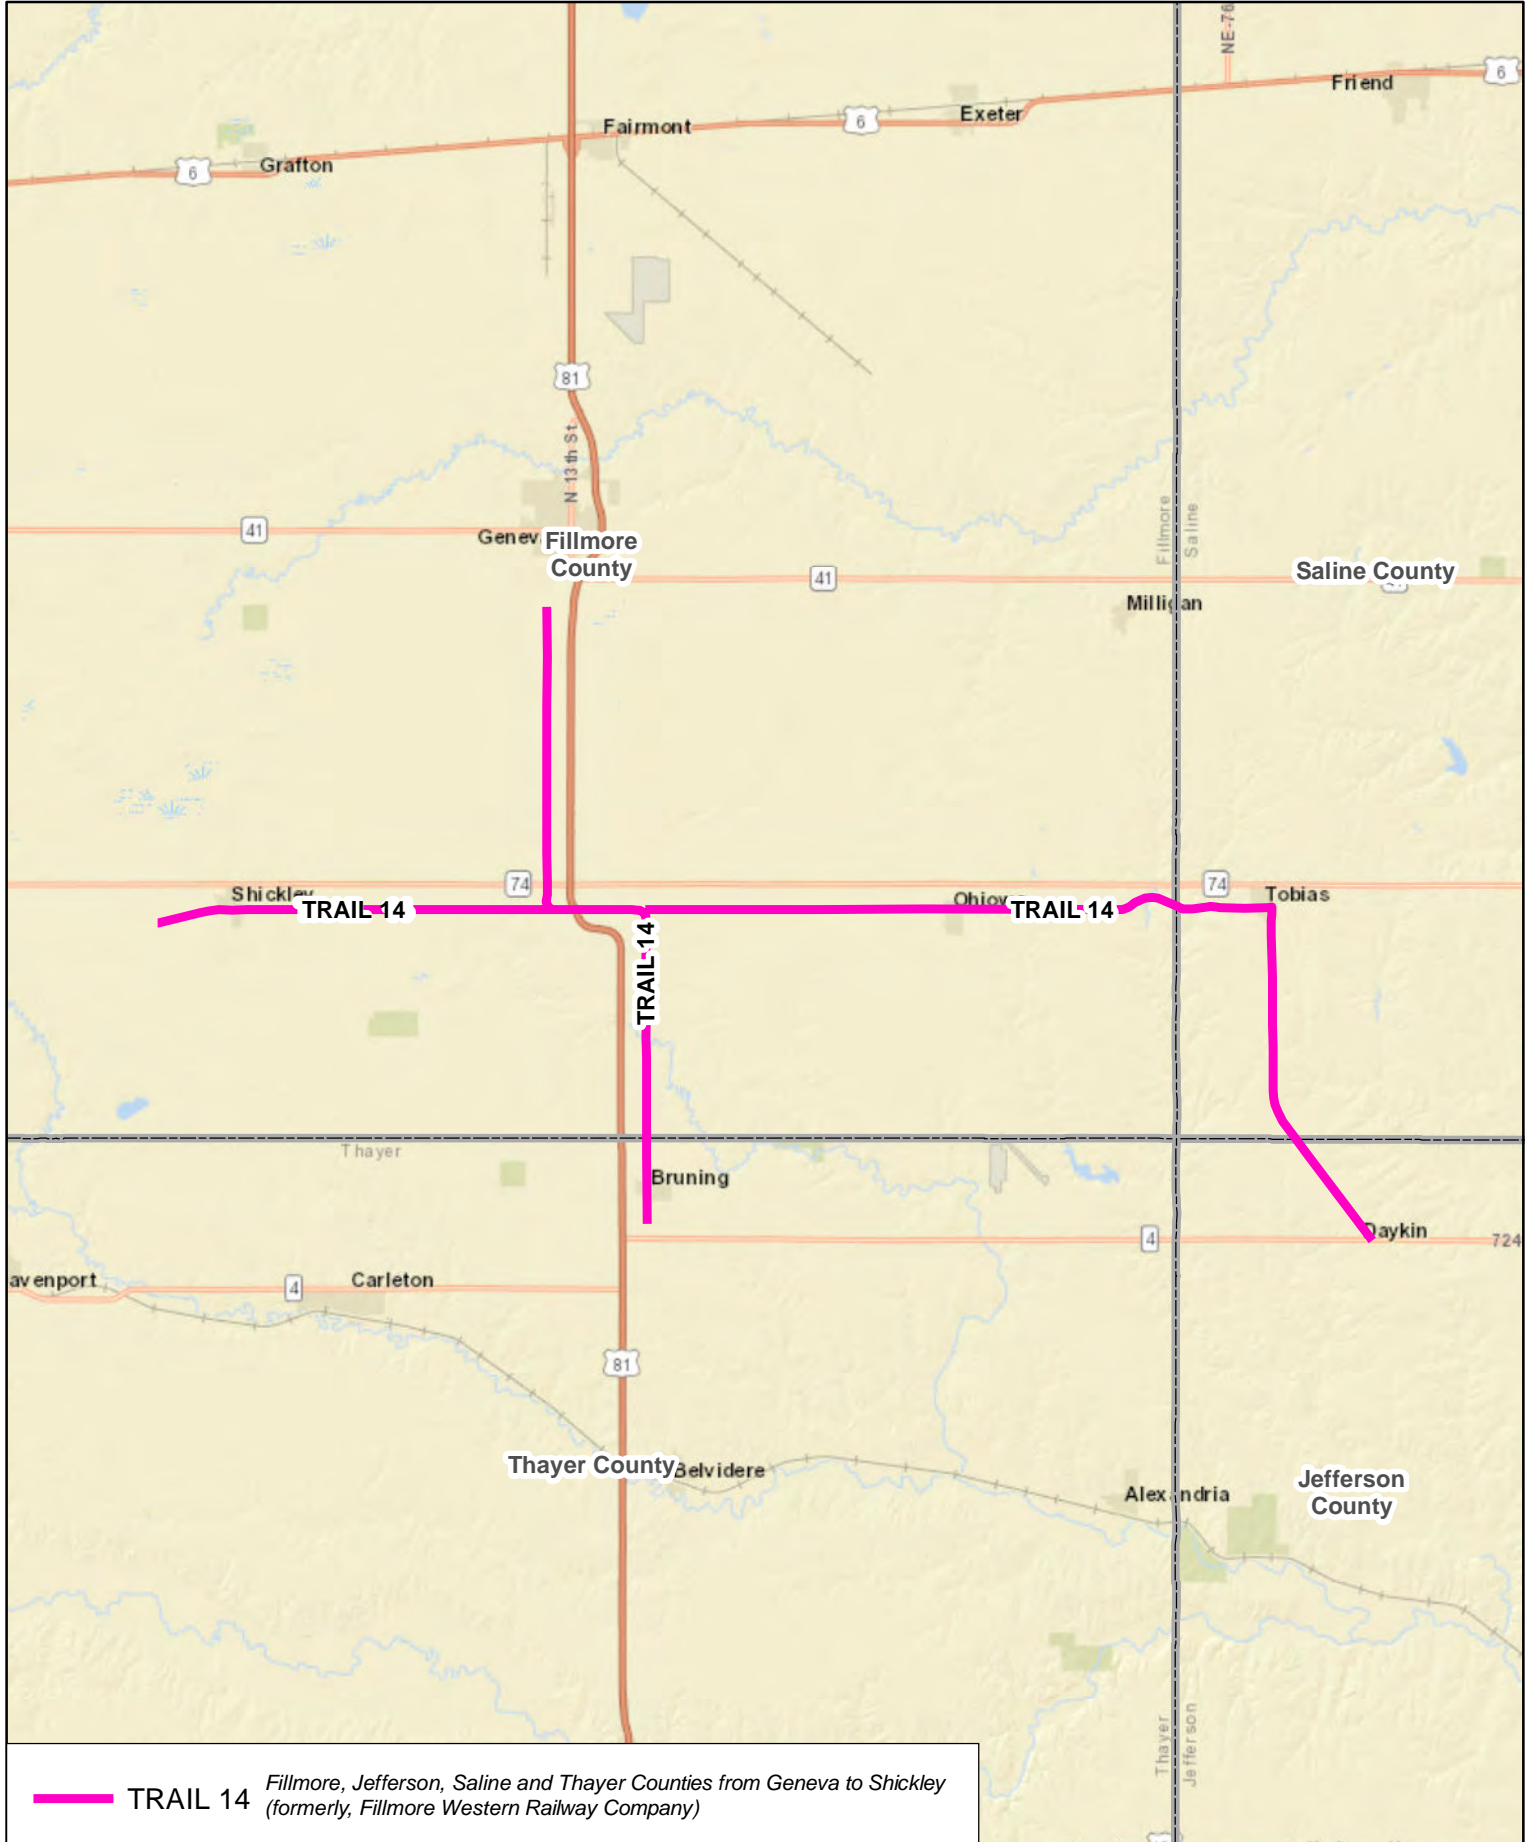 NE-76
6
Friend
Exeter
Fairmont
6
Grafton
6
81
N 13th St
41
Geneva
Fillmore
County
Fillmore
Saline
41
Saline County
Milligan
74
74
Shickley
Tobias
TRAIL 14
TRAIL 14
TRAIL 14
Thayer
Bruning
Daykin
4
724
avenport
4
Carleton
81
Thayer County
Belvidere
Jefferson
County
Alexandria
Thayer
Jefferson
TRAIL 14
Fillmore, Jefferson, Saline and Thayer Counties from Geneva to Shickley
(formerly, Fillmore Western Railway Company)